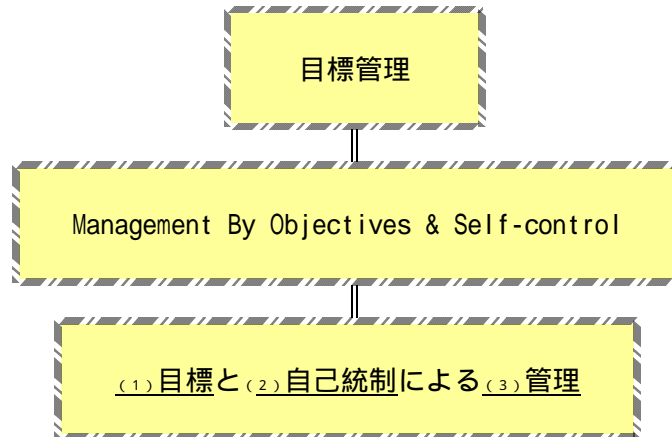 目標管理
Management By Objectives & Self-control
(1)目標と(2)自己統制による(3)管理